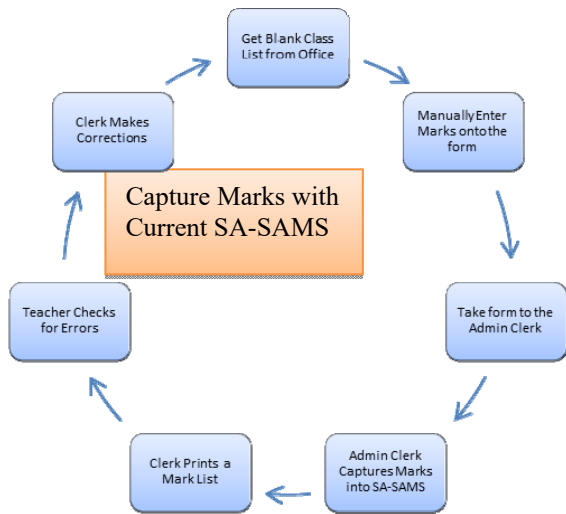 Get Blank Class
List from Office
Manually Enter
Marks onto the
form
Take form to the
Admin Clerk
Admin Clerk
Captures Marks
into SA-SAMS
Clerk Prints a
Mark List
Teacher Checks
for Errors
Clerk Makes
Corrections
Capture Marks with
Current SA-SAMS